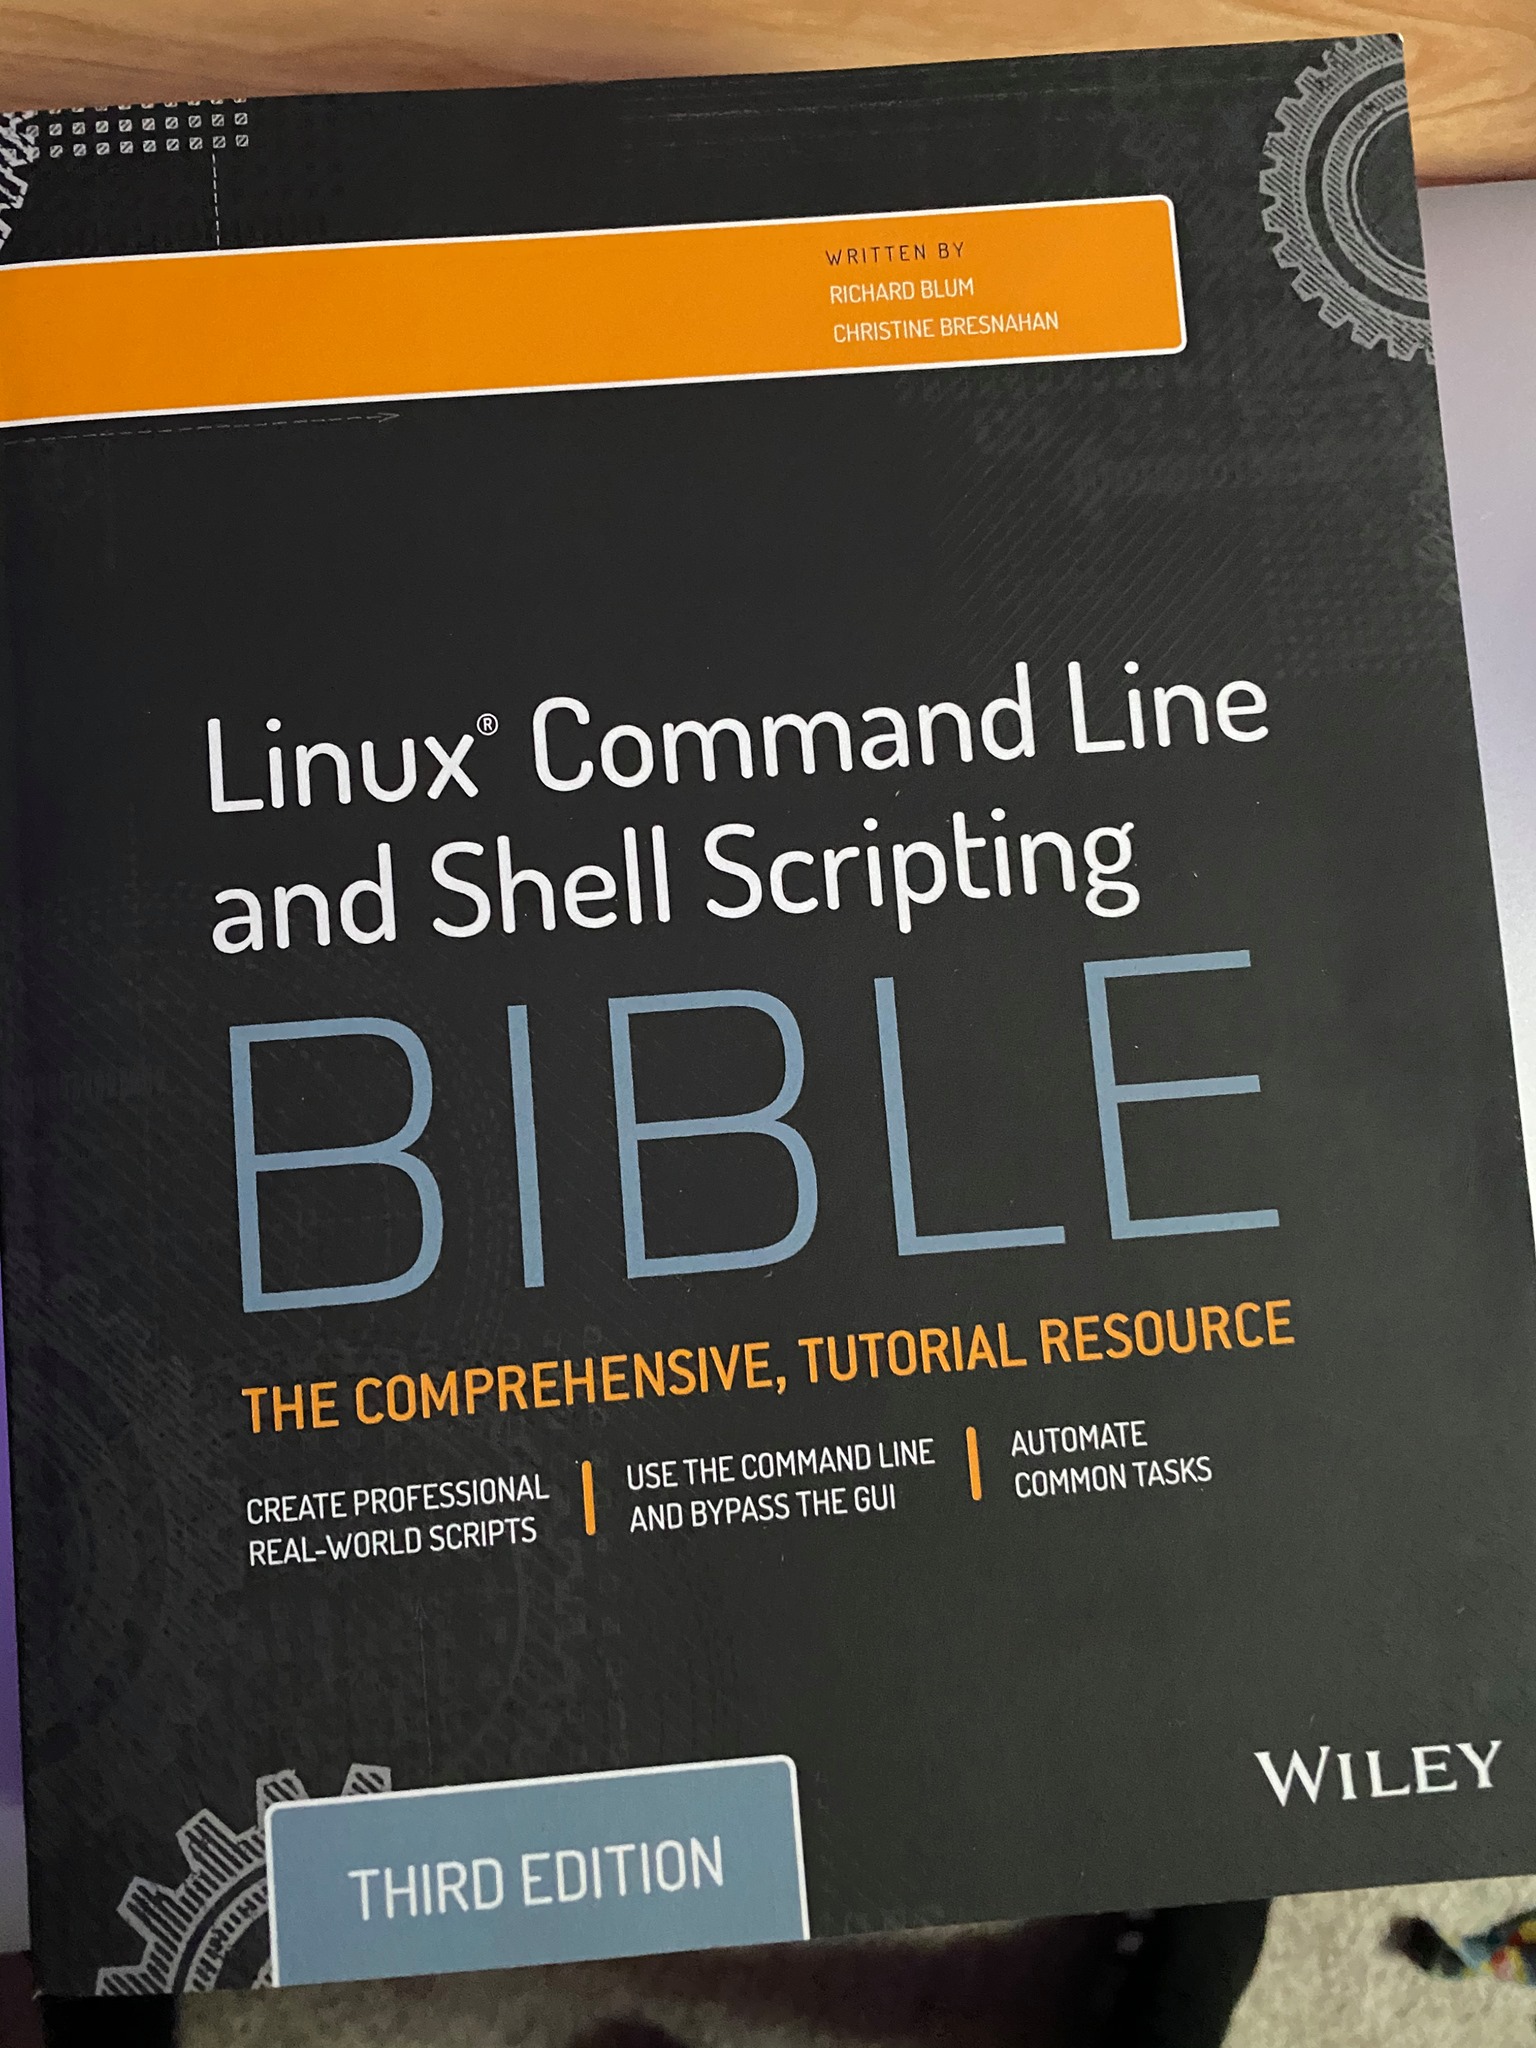 WRITTEN BY
RICHARD BLUM
CHRISTINE BRESNAHAN
Linux® Command Line
and Shell Scripting
BIBLE
THE COMPREHENSIVE, TUTORIAL RESOURCE
CREATE PROFESSIONAL
REAL-WORLD SCRIPTS
USE THE COMMAND LINE
AND BYPASS THE GUI
AUTOMATE
COMMON TASKS
WILEY
THIRD EDITION